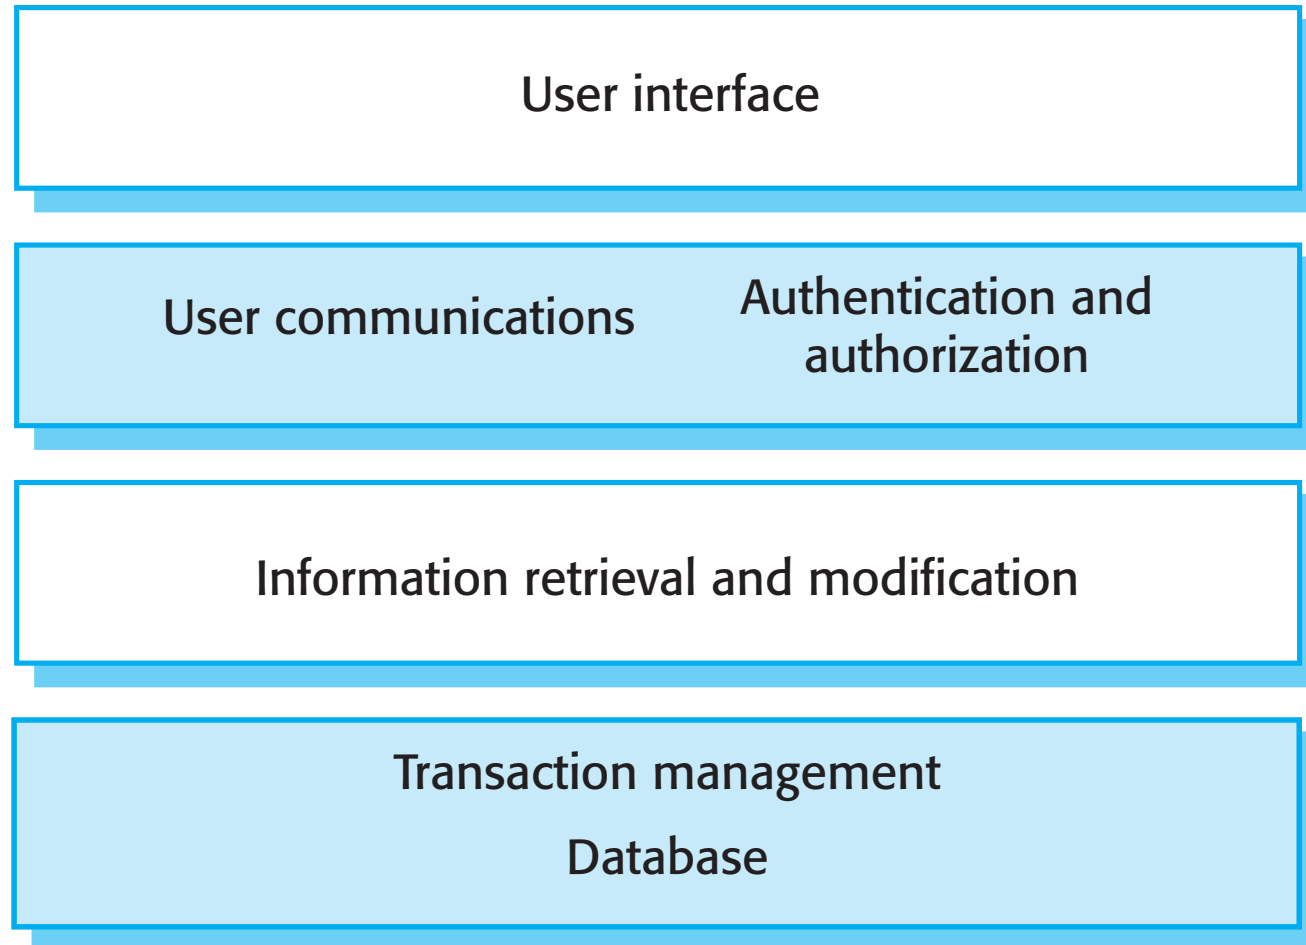 User interface
User communications
Authentication and
authorization
Information retrieval and modification
Transaction management
Database